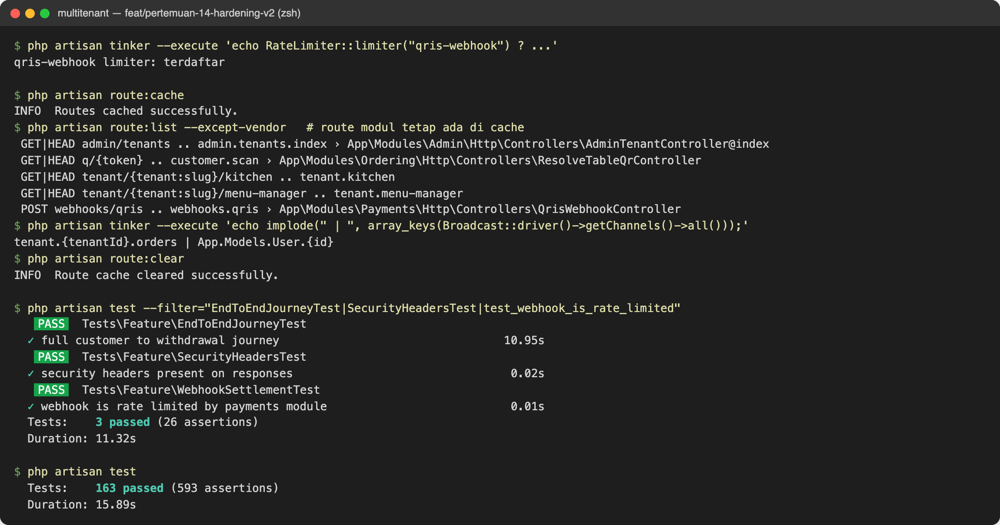 multitenant — feat/pertemuan-14-hardening-v2 (zsh)
$ php artisan tinker --execute 'echo RateLimiter::limiter("qris-webhook") ? ...'
qris-webhook limiter: terdaftar
$ php artisan route:cache
INFO  Routes cached successfully.
$ php artisan route:list --except-vendor   # route modul tetap ada di cache
GET|HEAD admin/tenants .. admin.tenants.index › App\Modules\Admin\Http\Controllers\AdminTenantController@index
GET|HEAD q/{token} .. customer.scan › App\Modules\Ordering\Http\Controllers\ResolveTableQrController
GET|HEAD tenant/{tenant:slug}/kitchen .. tenant.kitchen
GET|HEAD tenant/{tenant:slug}/menu-manager .. tenant.menu-manager
POST webhooks/qris .. webhooks.qris › App\Modules\Payments\Http\Controllers\QrisWebhookController
$ php artisan tinker --execute 'echo implode(" | ", array_keys(Broadcast::driver()->getChannels()->all()));'
tenant.{tenantId}.orders | App.Models.User.{id}
$ php artisan route:clear
INFO  Route cache cleared successfully.
$ php artisan test --filter="EndToEndJourneyTest|SecurityHeadersTest|test_webhook_is_rate_limited"
PASS  Tests\Feature\EndToEndJourneyTest
✓ full customer to withdrawal journey 10.95s
PASS  Tests\Feature\SecurityHeadersTest
✓ security headers present on responses 0.02s
PASS  Tests\Feature\WebhookSettlementTest
✓ webhook is rate limited by payments module 0.01s
Tests:    3 passed (26 assertions)
Duration: 11.32s
$ php artisan test
Tests:    163 passed (593 assertions)
Duration: 15.89s